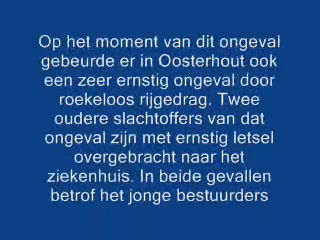 Op het moment van dit ongeval
gebeurde er in Oosterhout ook
een zeer ernstig ongeval door
roekeloos rijgedrag. Twee
oudere slachtoffers van dat
ongeval zijn met ernstig letsel
overgebracht naar het
ziekenhuis. In beide gevallen
betrof het jonge bestuurders